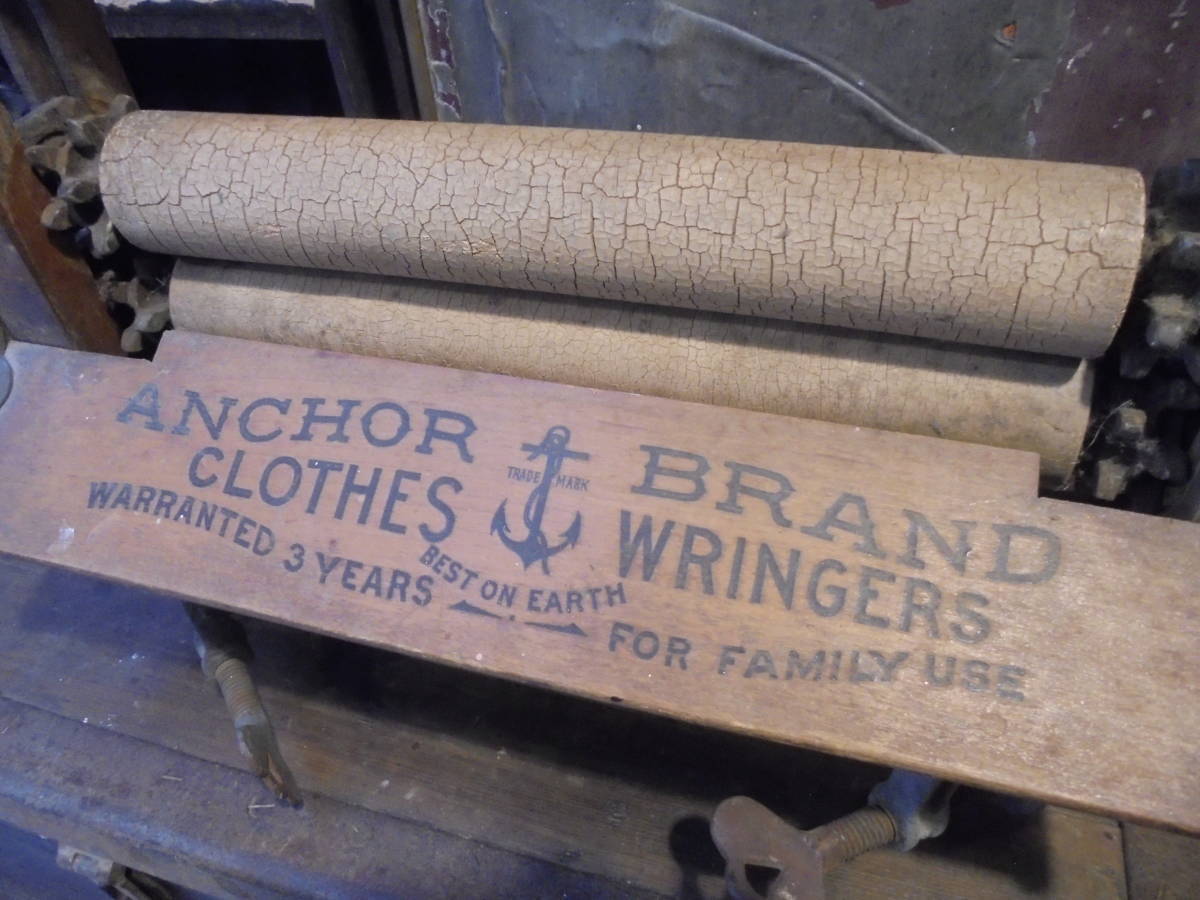 ANCHOR BRAND
TRADE MARK
CLOTHES WRINGERS
WARRANTED 3 YEARS
BEST ON EARTH
FOR FAMILY USE